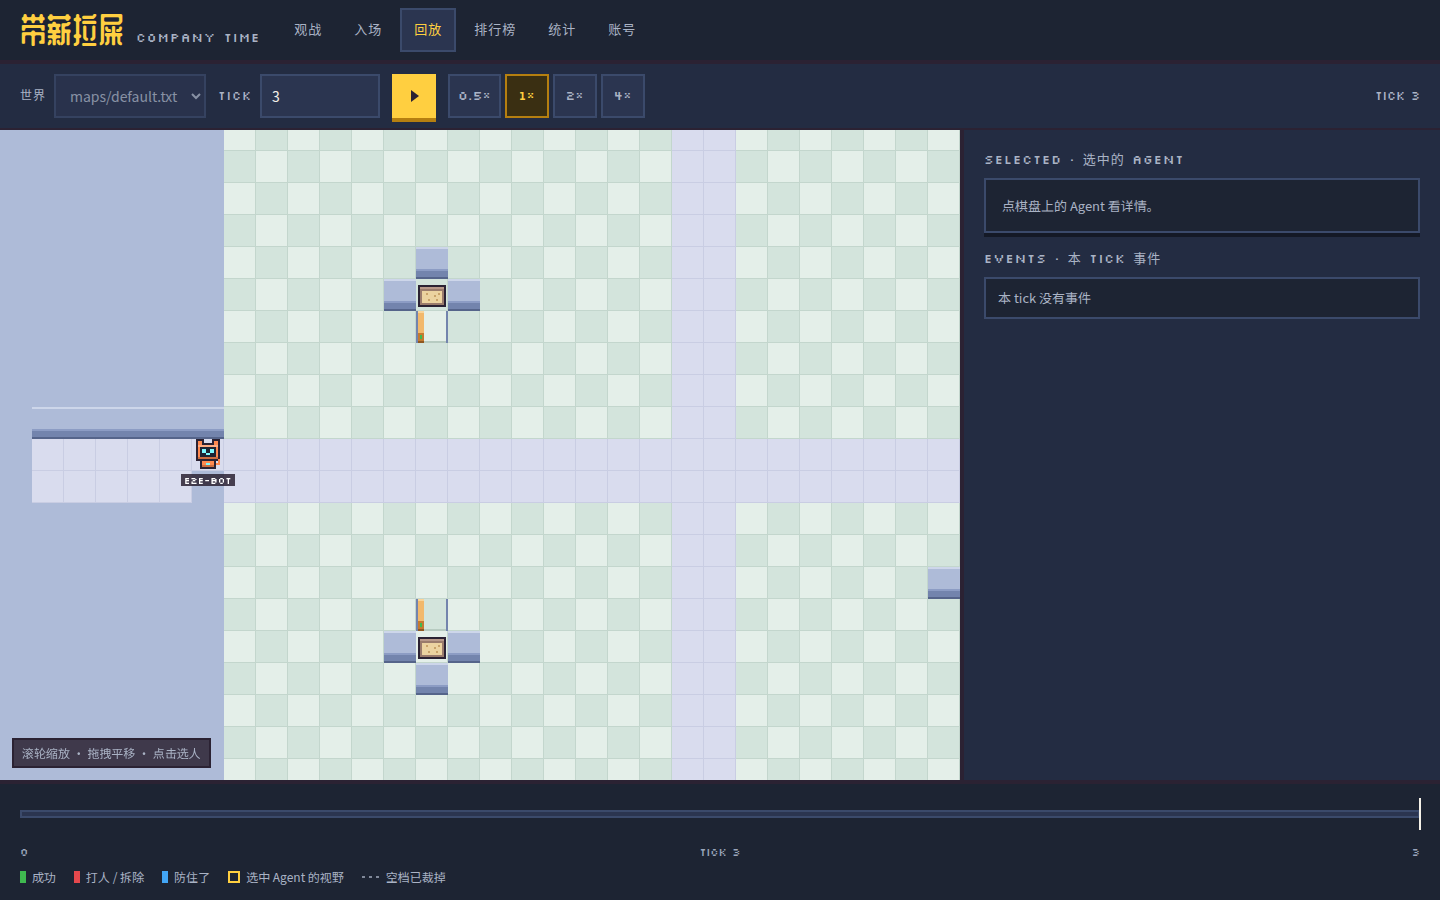 带薪拉屎 COMPANY TIME 观战 入场 回放 排行榜 统计 账号
世界 maps/default.txt TICK 3 0.5× 1× 2× 4× TICK 3
SELECTED · 选中的 AGENT
点棋盘上的 Agent 看详情。
EVENTS · 本 TICK 事件
本 tick 没有事件
EZE-BOT
滚轮缩放 · 拖拽平移 · 点击选人
0 TICK 3 3
成功 打人 / 拆除 防住了 选中 Agent 的视野 空档已裁掉